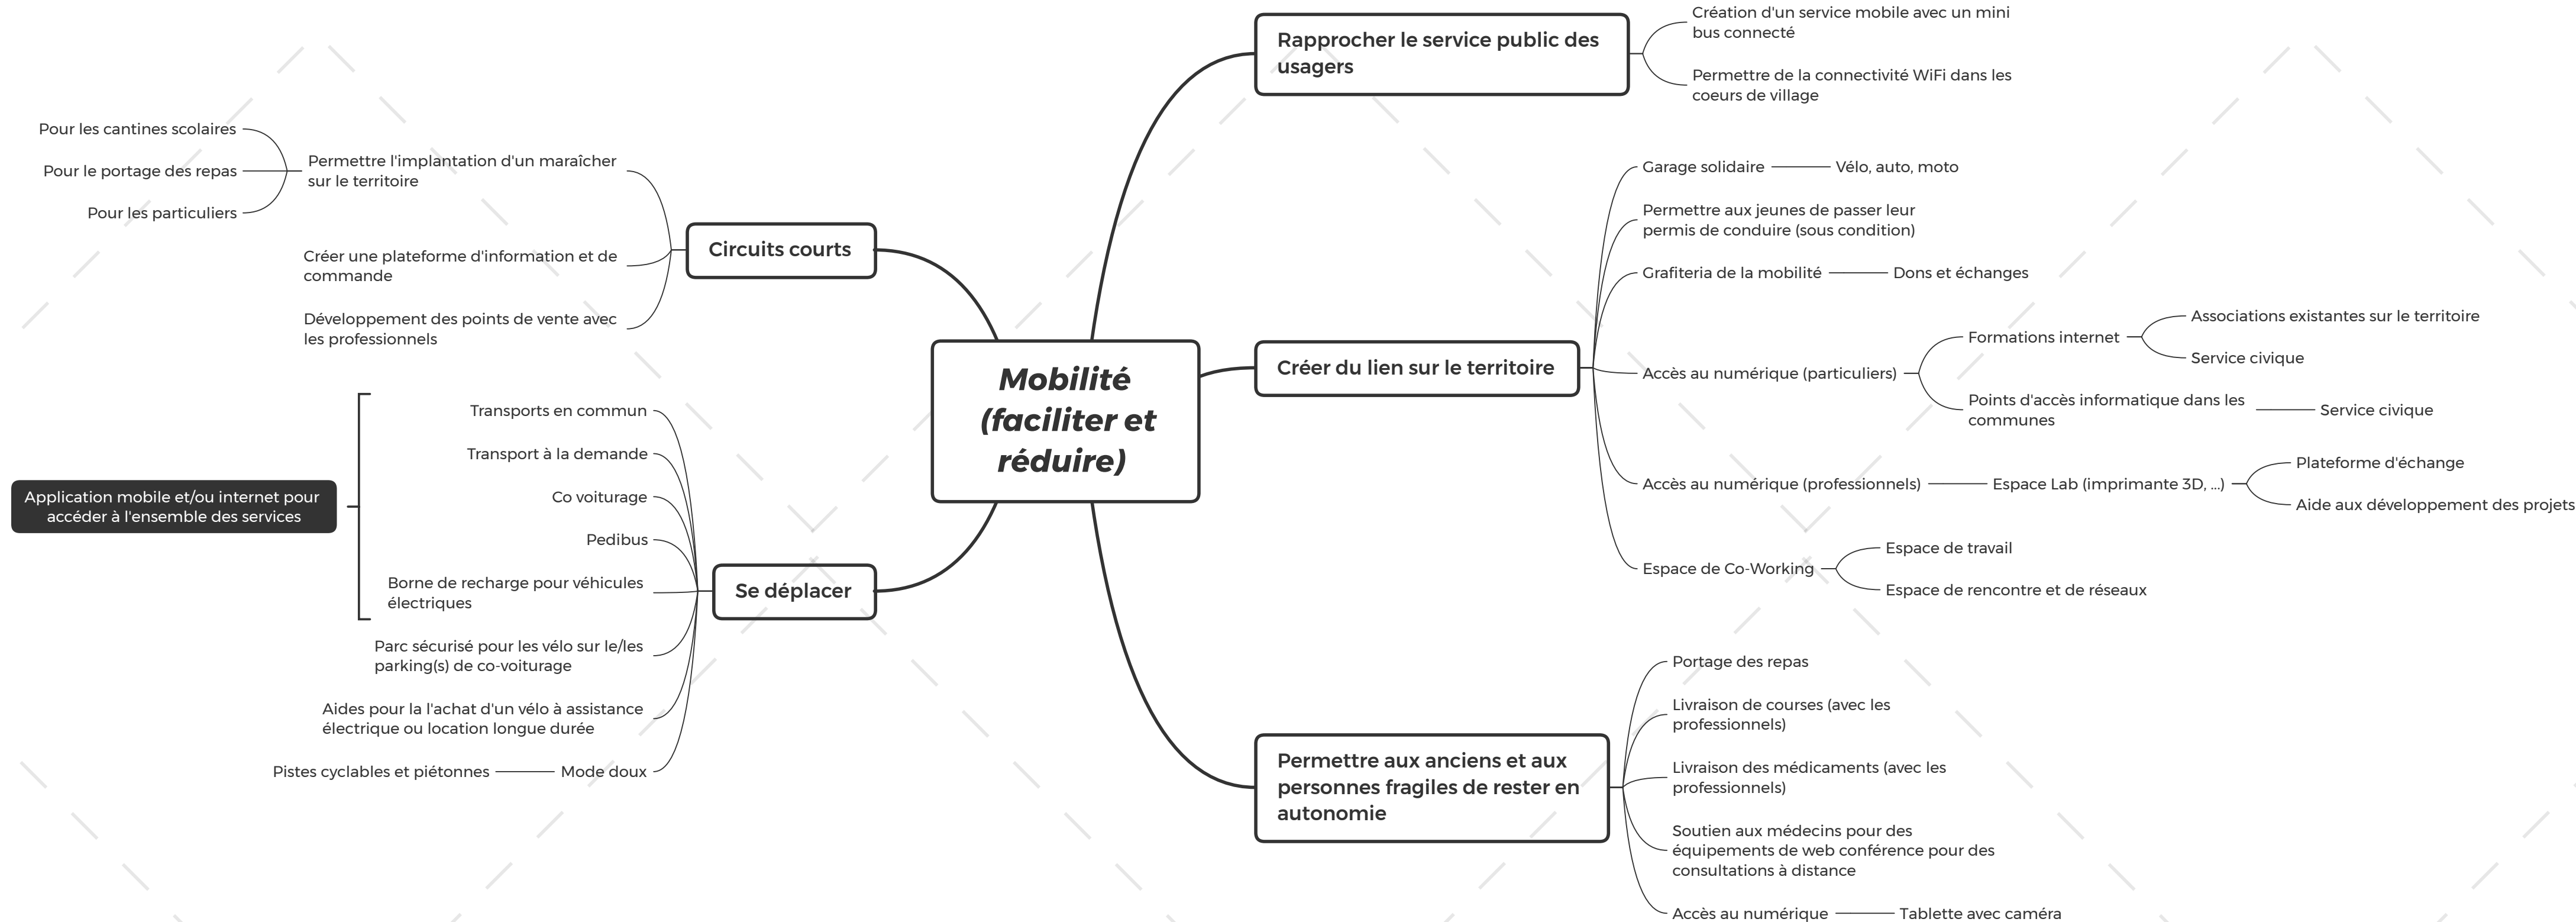 Mobilité
(faciliter et
réduire)
Rapprocher le service public des
usagers
Création d'un service mobile avec un mini
bus connecté
Permettre de la connectivité WiFi dans les
coeurs de village
Créer du lien sur le territoire
Garage solidaire
Vélo, auto, moto
Permettre aux jeunes de passer leur
permis de conduire (sous condition)
Grafiteria de la mobilité
Dons et échanges
Accès au numérique (particuliers)
Formations internet
Associations existantes sur le territoire
Service civique
Points d'accès informatique dans les
communes
Service civique
Accès au numérique (professionnels)
Espace Lab (imprimante 3D, ...)
Plateforme d'échange
Aide aux développement des projets
Espace de Co-Working
Espace de travail
Espace de rencontre et de réseaux
Permettre aux anciens et aux
personnes fragiles de rester en
autonomie
Portage des repas
Livraison de courses (avec les
professionnels)
Livraison des médicaments (avec les
professionnels)
Soutien aux médecins pour des
équipements de web conférence pour des
consultations à distance
Accès au numérique
Tablette avec caméra
Circuits courts
Permettre l'implantation d'un maraîcher
sur le territoire
Pour les cantines scolaires
Pour le portage des repas
Pour les particuliers
Créer une plateforme d'information et de
commande
Développement des points de vente avec
les professionnels
Se déplacer
Transports en commun
Transport à la demande
Co voiturage
Pedibus
Borne de recharge pour véhicules
électriques
Application mobile et/ou internet pour
accéder à l'ensemble des services
Parc sécurisé pour les vélo sur le/les
parking(s) de co-voiturage
Aides pour la l'achat d'un vélo à assistance
électrique ou location longue durée
Mode doux
Pistes cyclables et piétonnes